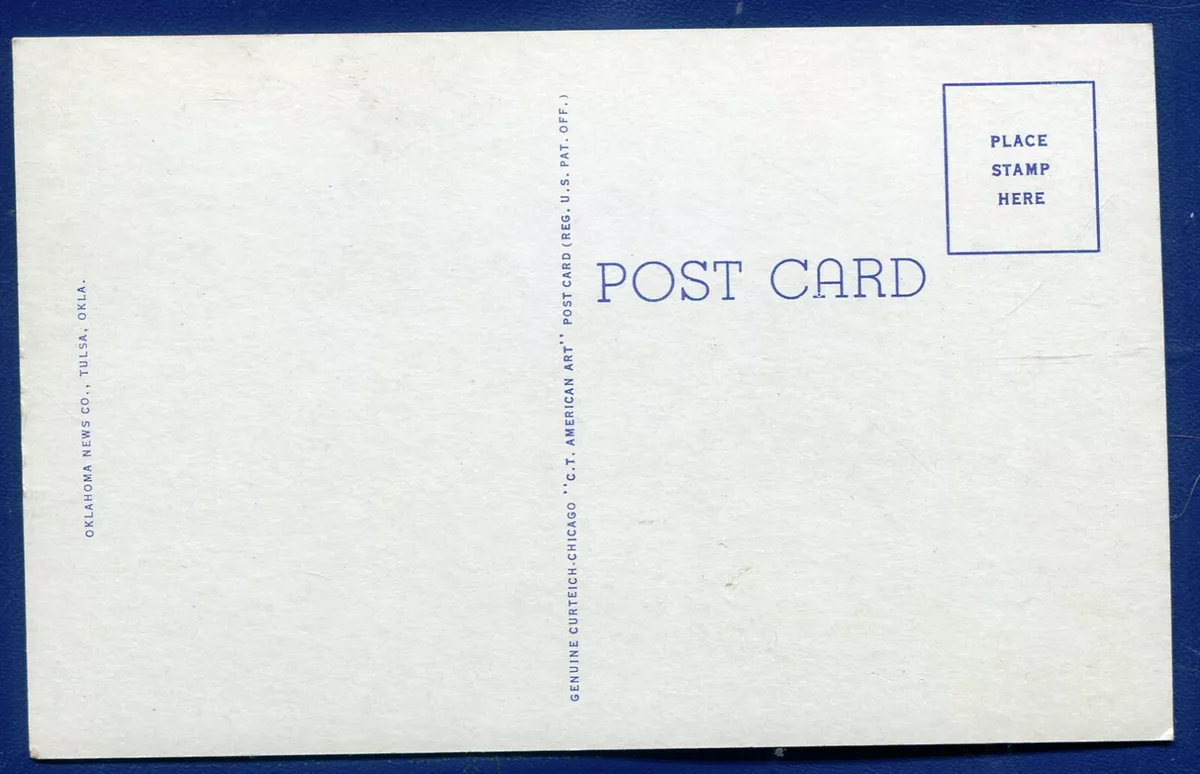 OKLAHOMA NEWS CO., TULSA, OKLA.
GENUINE CURTEICH-CHICAGO "C.T. AMERICAN ART" POST CARD (REG. U.S. PAT. OFF.)
POST CARD
PLACE
STAMP
HERE